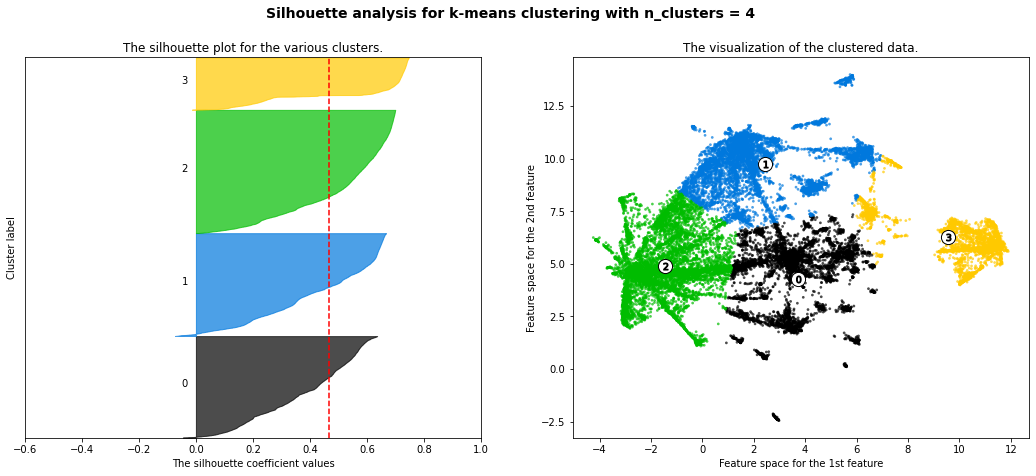 Silhouette analysis for k-means clustering with n_clusters = 4
The silhouette plot for the various clusters.
Cluster label
3
2
1
0
−0.6 −0.4 −0.2 0.0 0.2 0.4 0.6 0.8 1.0
The silhouette coefficient values
The visualization of the clustered data.
Feature space for the 2nd feature
12.5
10.0
7.5
5.0
2.5
0.0
−2.5
1
3
2
0
−4 −2 0 2 4 6 8 10 12
Feature space for the 1st feature